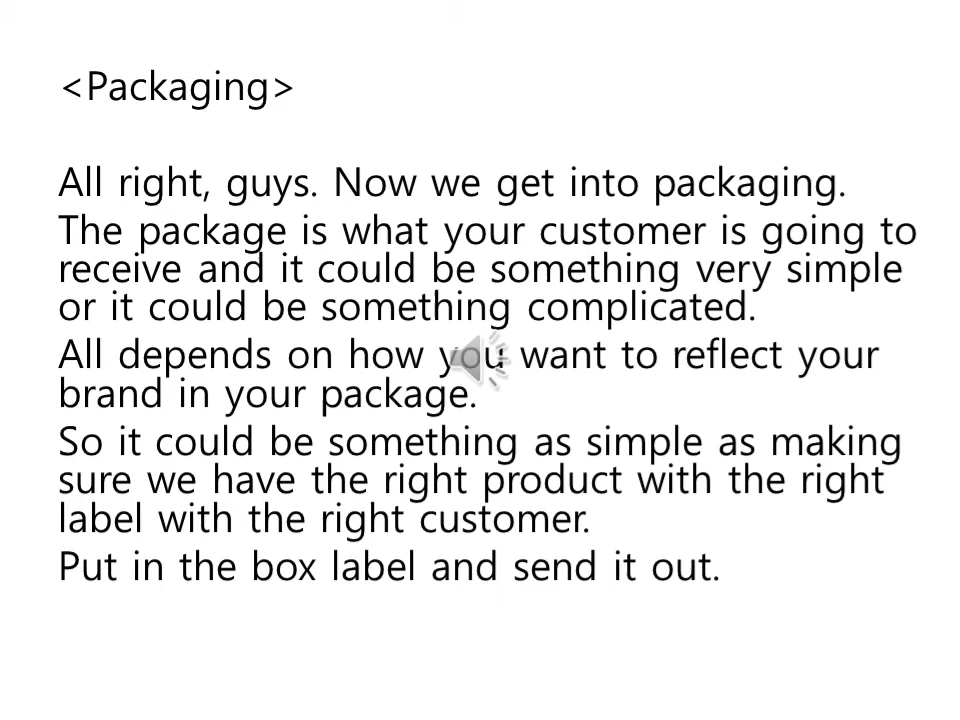 <Packaging>
All right, guys. Now we get into packaging.
The package is what your customer is going to
receive and it could be something very simple
or it could be something complicated.
All depends on how you want to reflect your
brand in your package.
So it could be something as simple as making
sure we have the right product with the right
label with the right customer.
Put in the box label and send it out.